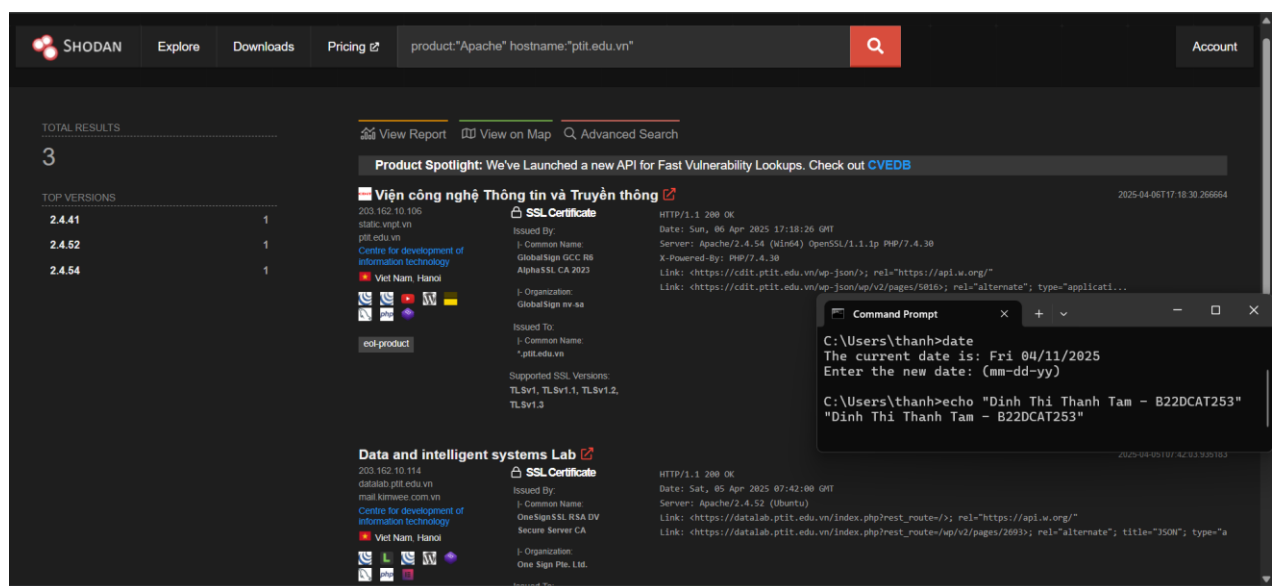 SHODAN Explore Downloads Pricing product:"Apache" hostname:"ptit.edu.vn" Account
TOTAL RESULTS
3
TOP VERSIONS
2.4.41 1
2.4.52 1
2.4.54 1
View Report View on Map Advanced Search
Product Spotlight: We've Launched a new API for Fast Vulnerability Lookups. Check out CVEDB
Viện công nghệ Thông tin và Truyền thông
2025-04-06T17:18:30.266664
203.162.10.106
static.vnpt.vn
ptit.edu.vn
Centre for development of
information technology
Viet Nam, Hanoi
php
eol-product
SSL Certificate
Issued By:
|- Common Name:
GlobalSign GCC R6
AlphaSSL CA 2023
|- Organization:
GlobalSign nv-sa
Issued To:
|- Common Name:
*.ptit.edu.vn
Supported SSL Versions:
TLSv1, TLSv1.1, TLSv1.2,
TLSv1.3
HTTP/1.1 200 OK
Date: Sun, 06 Apr 2025 17:18:26 GMT
Server: Apache/2.4.54 (Win64) OpenSSL/1.1.1p PHP/7.4.30
X-Powered-By: PHP/7.4.30
Link: <https://cdit.ptit.edu.vn/wp-json/>; rel="https://api.w.org/"
Link: <https://cdit.ptit.edu.vn/wp-json/wp/v2/pages/5016>; rel="alternate"; type="applicati...
Command Prompt
C:\Users\thanh>date
The current date is: Fri 04/11/2025
Enter the new date: (mm-dd-yy)
C:\Users\thanh>echo "Dinh Thi Thanh Tam - B22DCAT253"
"Dinh Thi Thanh Tam - B22DCAT253"
Data and intelligent systems Lab
203.162.10.114
datalab.ptit.edu.vn
mail.kimwee.com.vn
Centre for development of
information technology
Viet Nam, Hanoi
L
php
SSL Certificate
Issued By:
|- Common Name:
OneSignSSL RSA DV
Secure Server CA
|- Organization:
One Sign Pte. Ltd.
HTTP/1.1 200 OK
Date: Sat, 05 Apr 2025 07:42:00 GMT
Server: Apache/2.4.52 (Ubuntu)
Link: <https://datalab.ptit.edu.vn/index.php?rest_route=/>; rel="https://api.w.org/"
Link: <https://datalab.ptit.edu.vn/index.php?rest_route=/wp/v2/pages/2693>; rel="alternate"; title="JSON"; type="a